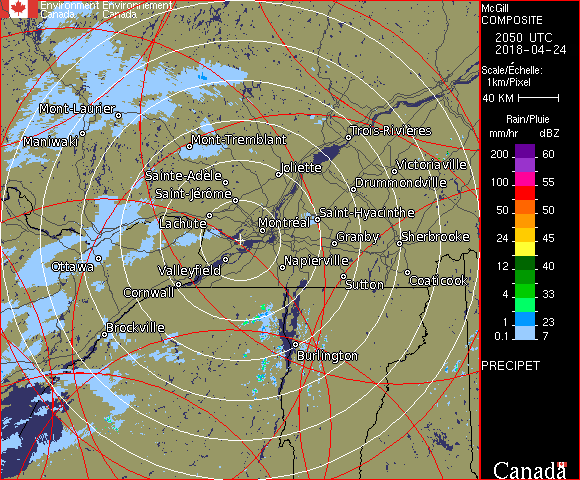 Environment Environnement
Canada Canada
McGill
COMPOSITE
2050 UTC
2018-04-24
Scale/Échelle:
1km/Pixel
40 KM
Rain/Pluie
mm/hr dBZ
200 60
100 55
50 50
24 45
12 40
4 33
1 23
0.1 7
PRECIPET
Canada
Mont-Laurier
Maniwaki
Mont-Tremblant
Trois-Rivières
Sainte-Adèle
Joliette
Victoriaville
Saint-Jérôme
Drummondville
Lachute
Montréal
Saint-Hyacinthe
Granby
Sherbrooke
Ottawa
Valleyfield
Napierville
Cornwall
Sutton
Coaticook
Brockville
Burlington